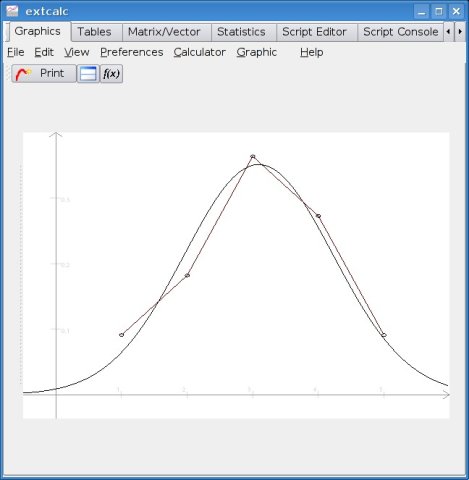 extcalc
Graphics Tables Matrix/Vector Statistics Script Editor Script Console
File Edit View Preferences Calculator Graphic Help
Print f(x)
0.3
0.2
0.1
1 2 3 4 5